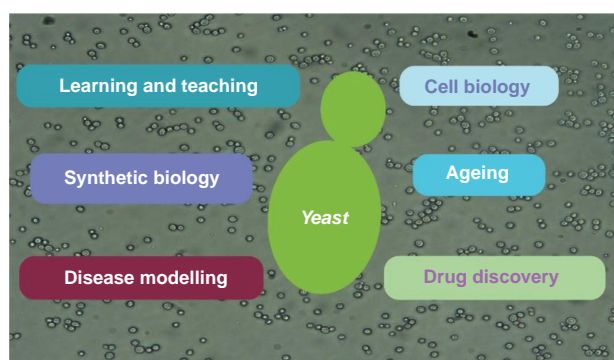 Learning and teaching
Cell biology
Synthetic biology
Ageing
Yeast
Disease modelling
Drug discovery